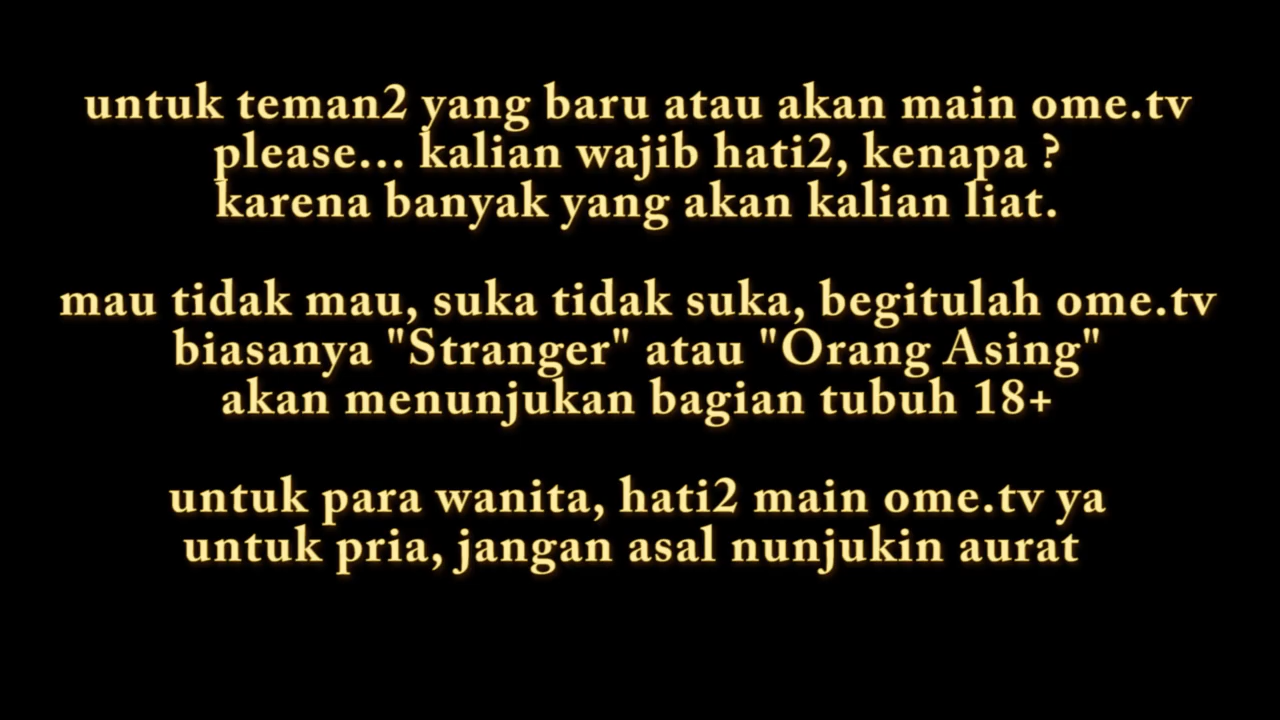 untuk teman2 yang baru atau akan main ome.tv
please... kalian wajib hati2, kenapa ?
karena banyak yang akan kalian liat.
mau tidak mau, suka tidak suka, begitulah ome.tv
biasanya "Stranger" atau "Orang Asing"
akan menunjukan bagian tubuh 18+
untuk para wanita, hati2 main ome.tv ya
untuk pria, jangan asal nunjukin aurat